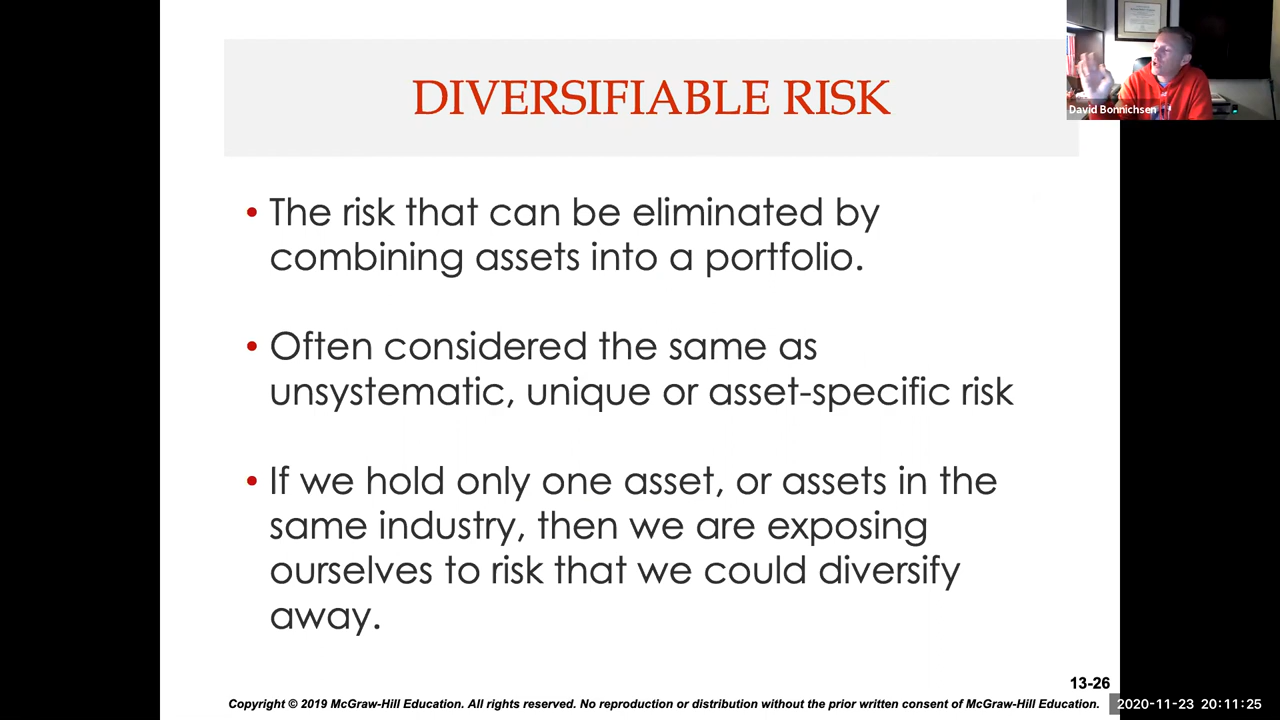 DIVERSIFIABLE RISK
David Bonnichsen
• The risk that can be eliminated by
combining assets into a portfolio.
• Often considered the same as
unsystematic, unique or asset-specific risk
• If we hold only one asset, or assets in the
same industry, then we are exposing
ourselves to risk that we could diversify
away.
13-26
Copyright © 2019 McGraw-Hill Education. All rights reserved. No reproduction or distribution without the prior written consent of McGraw-Hill Education.
2020-11-23 20:11:25